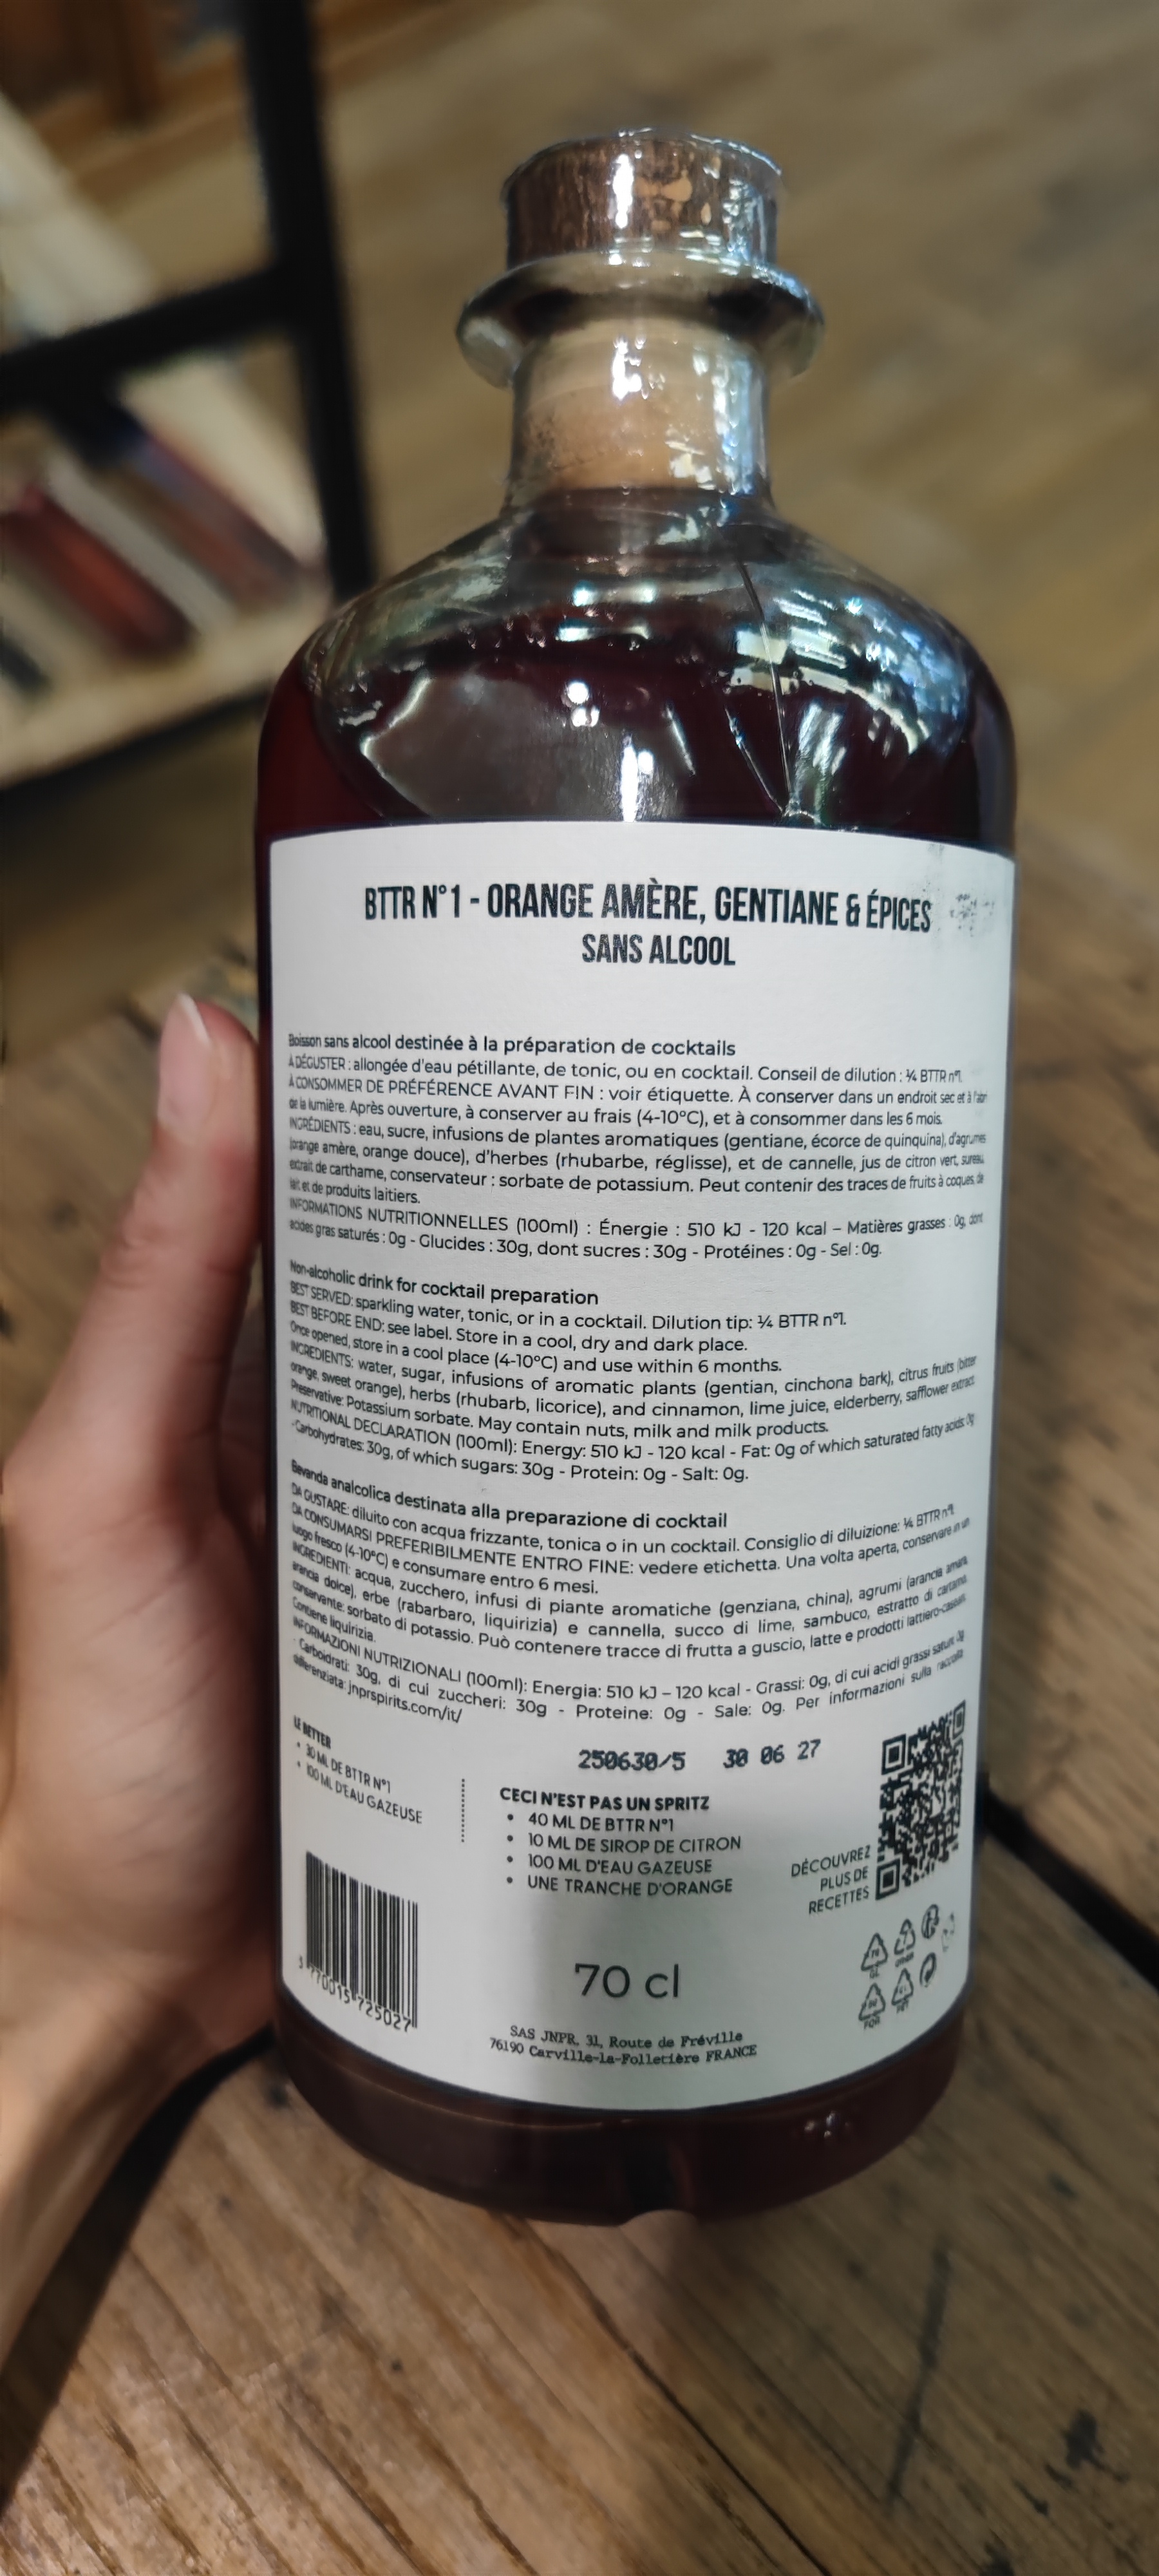 BTTR N°1 - ORANGE AMÈRE, GENTIANE & ÉPICES
SANS ALCOOL
Boisson sans alcool destinée à la préparation de cocktails
À DÉGUSTER : allongée d'eau pétillante, de tonic, ou en cocktail. Conseil de dilution : ¼ BTTR n°1.
À CONSOMMER DE PRÉFÉRENCE AVANT FIN : voir étiquette. À conserver dans un endroit sec et à l'abri
de la lumière. Après ouverture, à conserver au frais (4-10°C), et à consommer dans les 6 mois.
INGRÉDIENTS : eau, sucre, infusions de plantes aromatiques (gentiane, écorce de quinquina), d'agrumes
(orange amère, orange douce), d'herbes (rhubarbe, réglisse), et de cannelle, jus de citron vert, sureau,
extrait de carthame, conservateur : sorbate de potassium. Peut contenir des traces de fruits à coques, de
lait et de produits laitiers.
INFORMATIONS NUTRITIONNELLES (100ml) : Énergie : 510 kJ - 120 kcal – Matières grasses : 0g, dont
acides gras saturés : 0g - Glucides : 30g, dont sucres : 30g - Protéines : 0g - Sel : 0g.
Non-alcoholic drink for cocktail preparation
BEST SERVED: sparkling water, tonic, or in a cocktail. Dilution tip: ¼ BTTR n°1.
BEST BEFORE END: see label. Store in a cool, dry and dark place.
Once opened, store in a cool place (4-10°C) and use within 6 months.
INGREDIENTS: water, sugar, infusions of aromatic plants (gentian, cinchona bark), citrus fruits (bitter
orange, sweet orange), herbs (rhubarb, licorice), and cinnamon, lime juice, elderberry, safflower extract
Preservative: Potassium sorbate. May contain nuts, milk and milk products.
NUTRITIONAL DECLARATION (100ml): Energy: 510 kJ - 120 kcal - Fat: 0g of which saturated fatty acids: 0g
- Carbohydrates: 30g, of which sugars: 30g - Protein: 0g - Salt: 0g.
Bevanda analcolica destinata alla preparazione di cocktail
DA GUSTARE: diluito con acqua frizzante, tonica o in un cocktail. Consiglio di diluizione: ¼ BTTR n°1.
DA CONSUMARSI PREFERIBILMENTE ENTRO FINE: vedere etichetta. Una volta aperta, conservare in un
luogo fresco (4-10°C) e consumare entro 6 mesi.
INGREDIENTI: acqua, zucchero, infusi di piante aromatiche (genziana, china), agrumi (arancia amara,
arancia dolce), erbe (rabarbaro, liquirizia) e cannella, succo di lime, sambuco, estratto di cartamo,
conservante: sorbato di potassio. Può contenere tracce di frutta a guscio, latte e prodotti lattiero-caseari.
Contiene liquirizia.
INFORMAZIONI NUTRIZIONALI (100ml): Energia: 510 kJ – 120 kcal - Grassi: 0g, di cui acidi grassi saturi: 0g
- Carboidrati: 30g, di cui zuccheri: 30g - Proteine: 0g - Sale: 0g. Per informazioni sulla raccolta
differenziata: jnprspirits.com/it/
250630/5 30 06 27
LE BETTER
• 30 ML DE BTTR N°1
• 100 ML D'EAU GAZEUSE
CECI N'EST PAS UN SPRITZ
• 40 ML DE BTTR N°1
• 10 ML DE SIROP DE CITRON
• 100 ML D'EAU GAZEUSE
• UNE TRANCHE D'ORANGE
DÉCOUVREZ
PLUS DE
RECETTES
3 770015 725027
70 cl
SAS JNPR, 31, Route de Fréville
76190 Carville-la-Folletière FRANCE